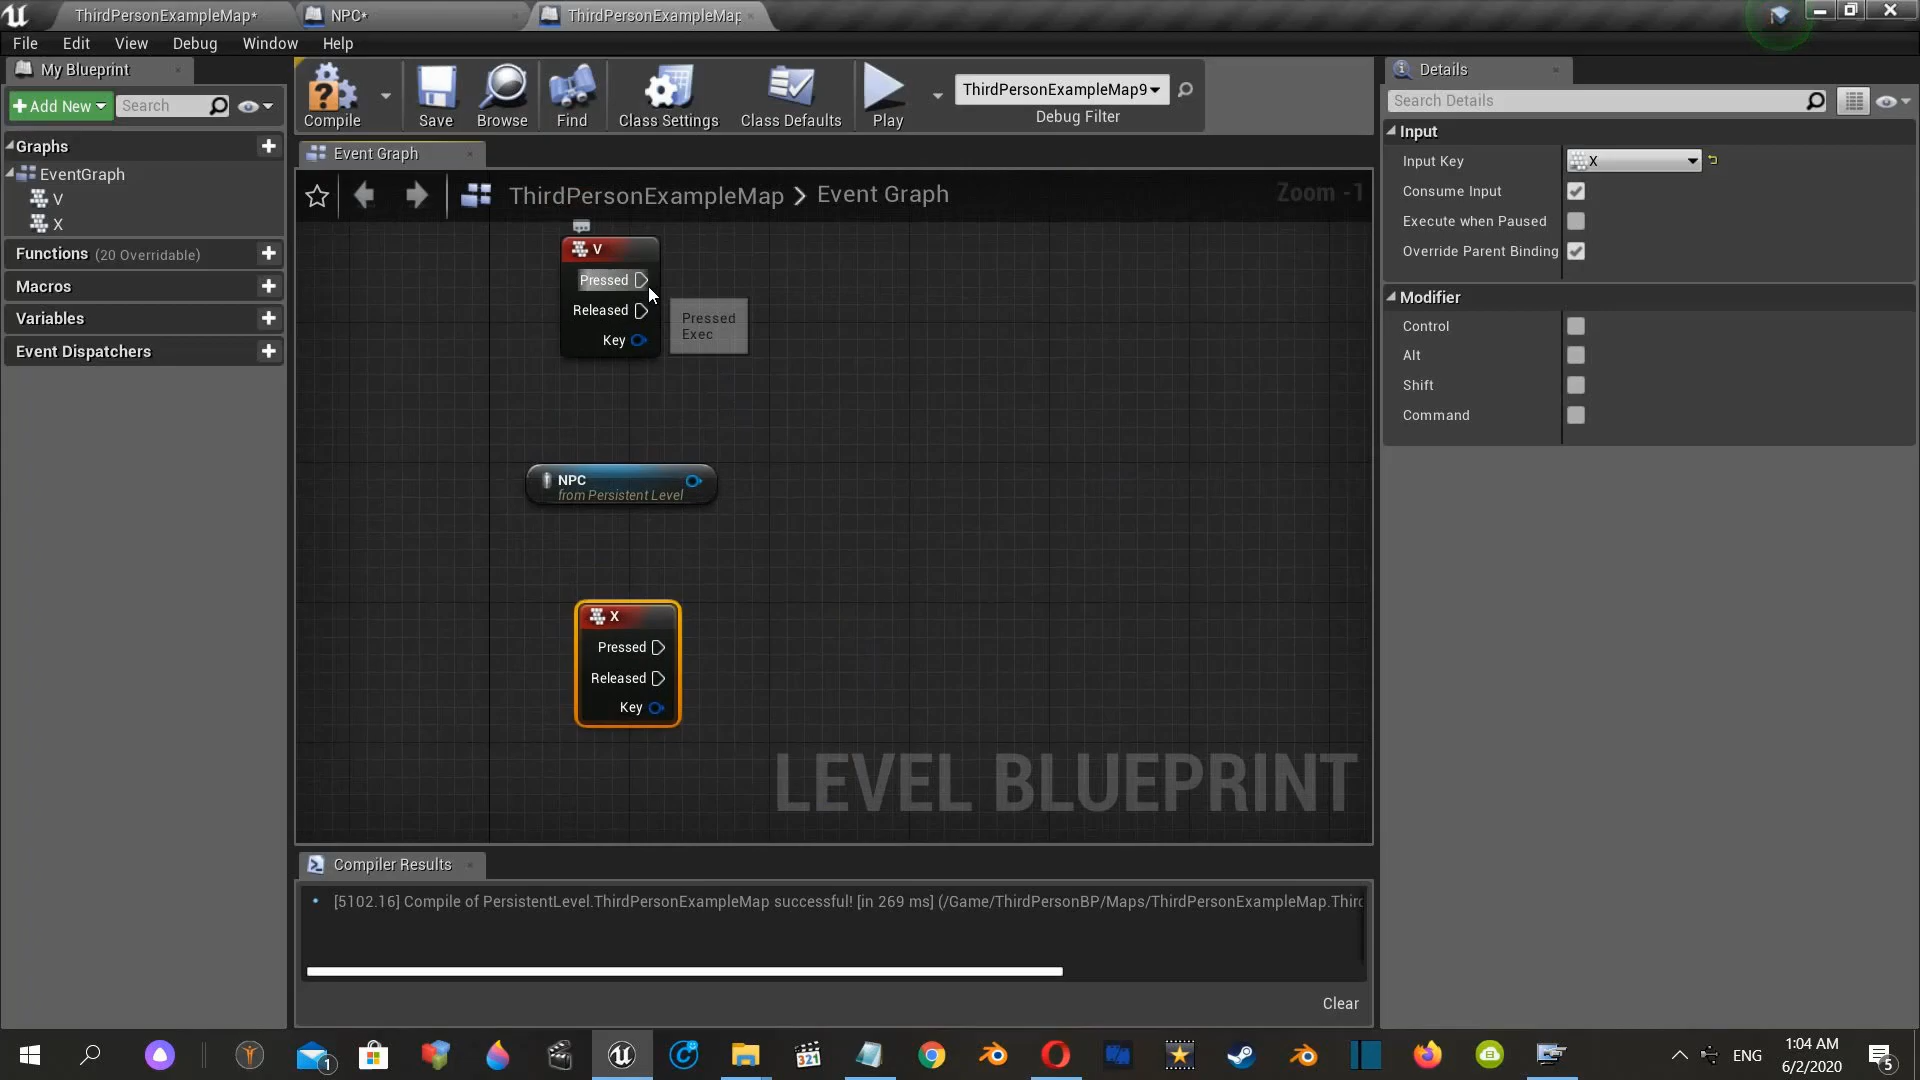 ThirdPersonExampleMap*
NPC*
ThirdPersonExampleMap
File Edit View Debug Window Help
My Blueprint
Add New
Search
Graphs
EventGraph
V
X
Functions (20 Overridable)
Macros
Variables
Event Dispatchers
Compile
Save
Browse
Find
Class Settings
Class Defaults
Play
ThirdPersonExampleMap9
Debug Filter
Event Graph
ThirdPersonExampleMap > Event Graph
Zoom -1
V
Pressed
Released
Key
Pressed
Exec
NPC
from Persistent Level
X
Pressed
Released
Key
LEVEL BLUEPRINT
Compiler Results
[5102.16] Compile of PersistentLevel.ThirdPersonExampleMap successful! [in 269 ms] (/Game/ThirdPersonBP/Maps/ThirdPersonExampleMap.Thir
Clear
Details
Search Details
Input
Input Key X
Consume Input
Execute when Paused
Override Parent Binding
Modifier
Control
Alt
Shift
Command
1
321
ENG
1:04 AM
6/2/2020
5